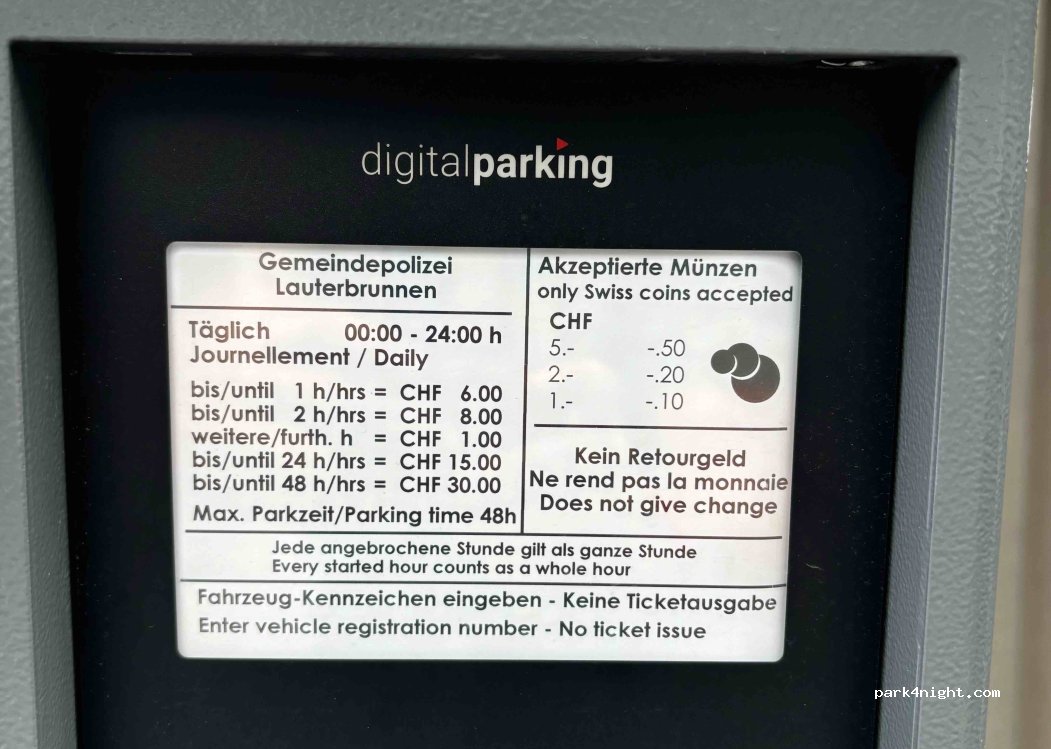 digitalparking
Gemeindepolizei
Lauterbrunnen
Täglich 00:00 - 24:00 h
Journellement / Daily
bis/until 1 h/hrs = CHF 6.00
bis/until 2 h/hrs = CHF 8.00
weitere/furth. h = CHF 1.00
bis/until 24 h/hrs = CHF 15.00
bis/until 48 h/hrs = CHF 30.00
Max. Parkzeit/Parking time 48h
Akzeptierte Münzen
only Swiss coins accepted
CHF
5.- -.50
2.- -.20
1.- -.10
Kein Retourgeld
Ne rend pas la monnaie
Does not give change
Jede angebrochene Stunde gilt als ganze Stunde
Every started hour counts as a whole hour
Fahrzeug-Kennzeichen eingeben - Keine Ticketausgabe
Enter vehicle registration number - No ticket issue
park4night.com